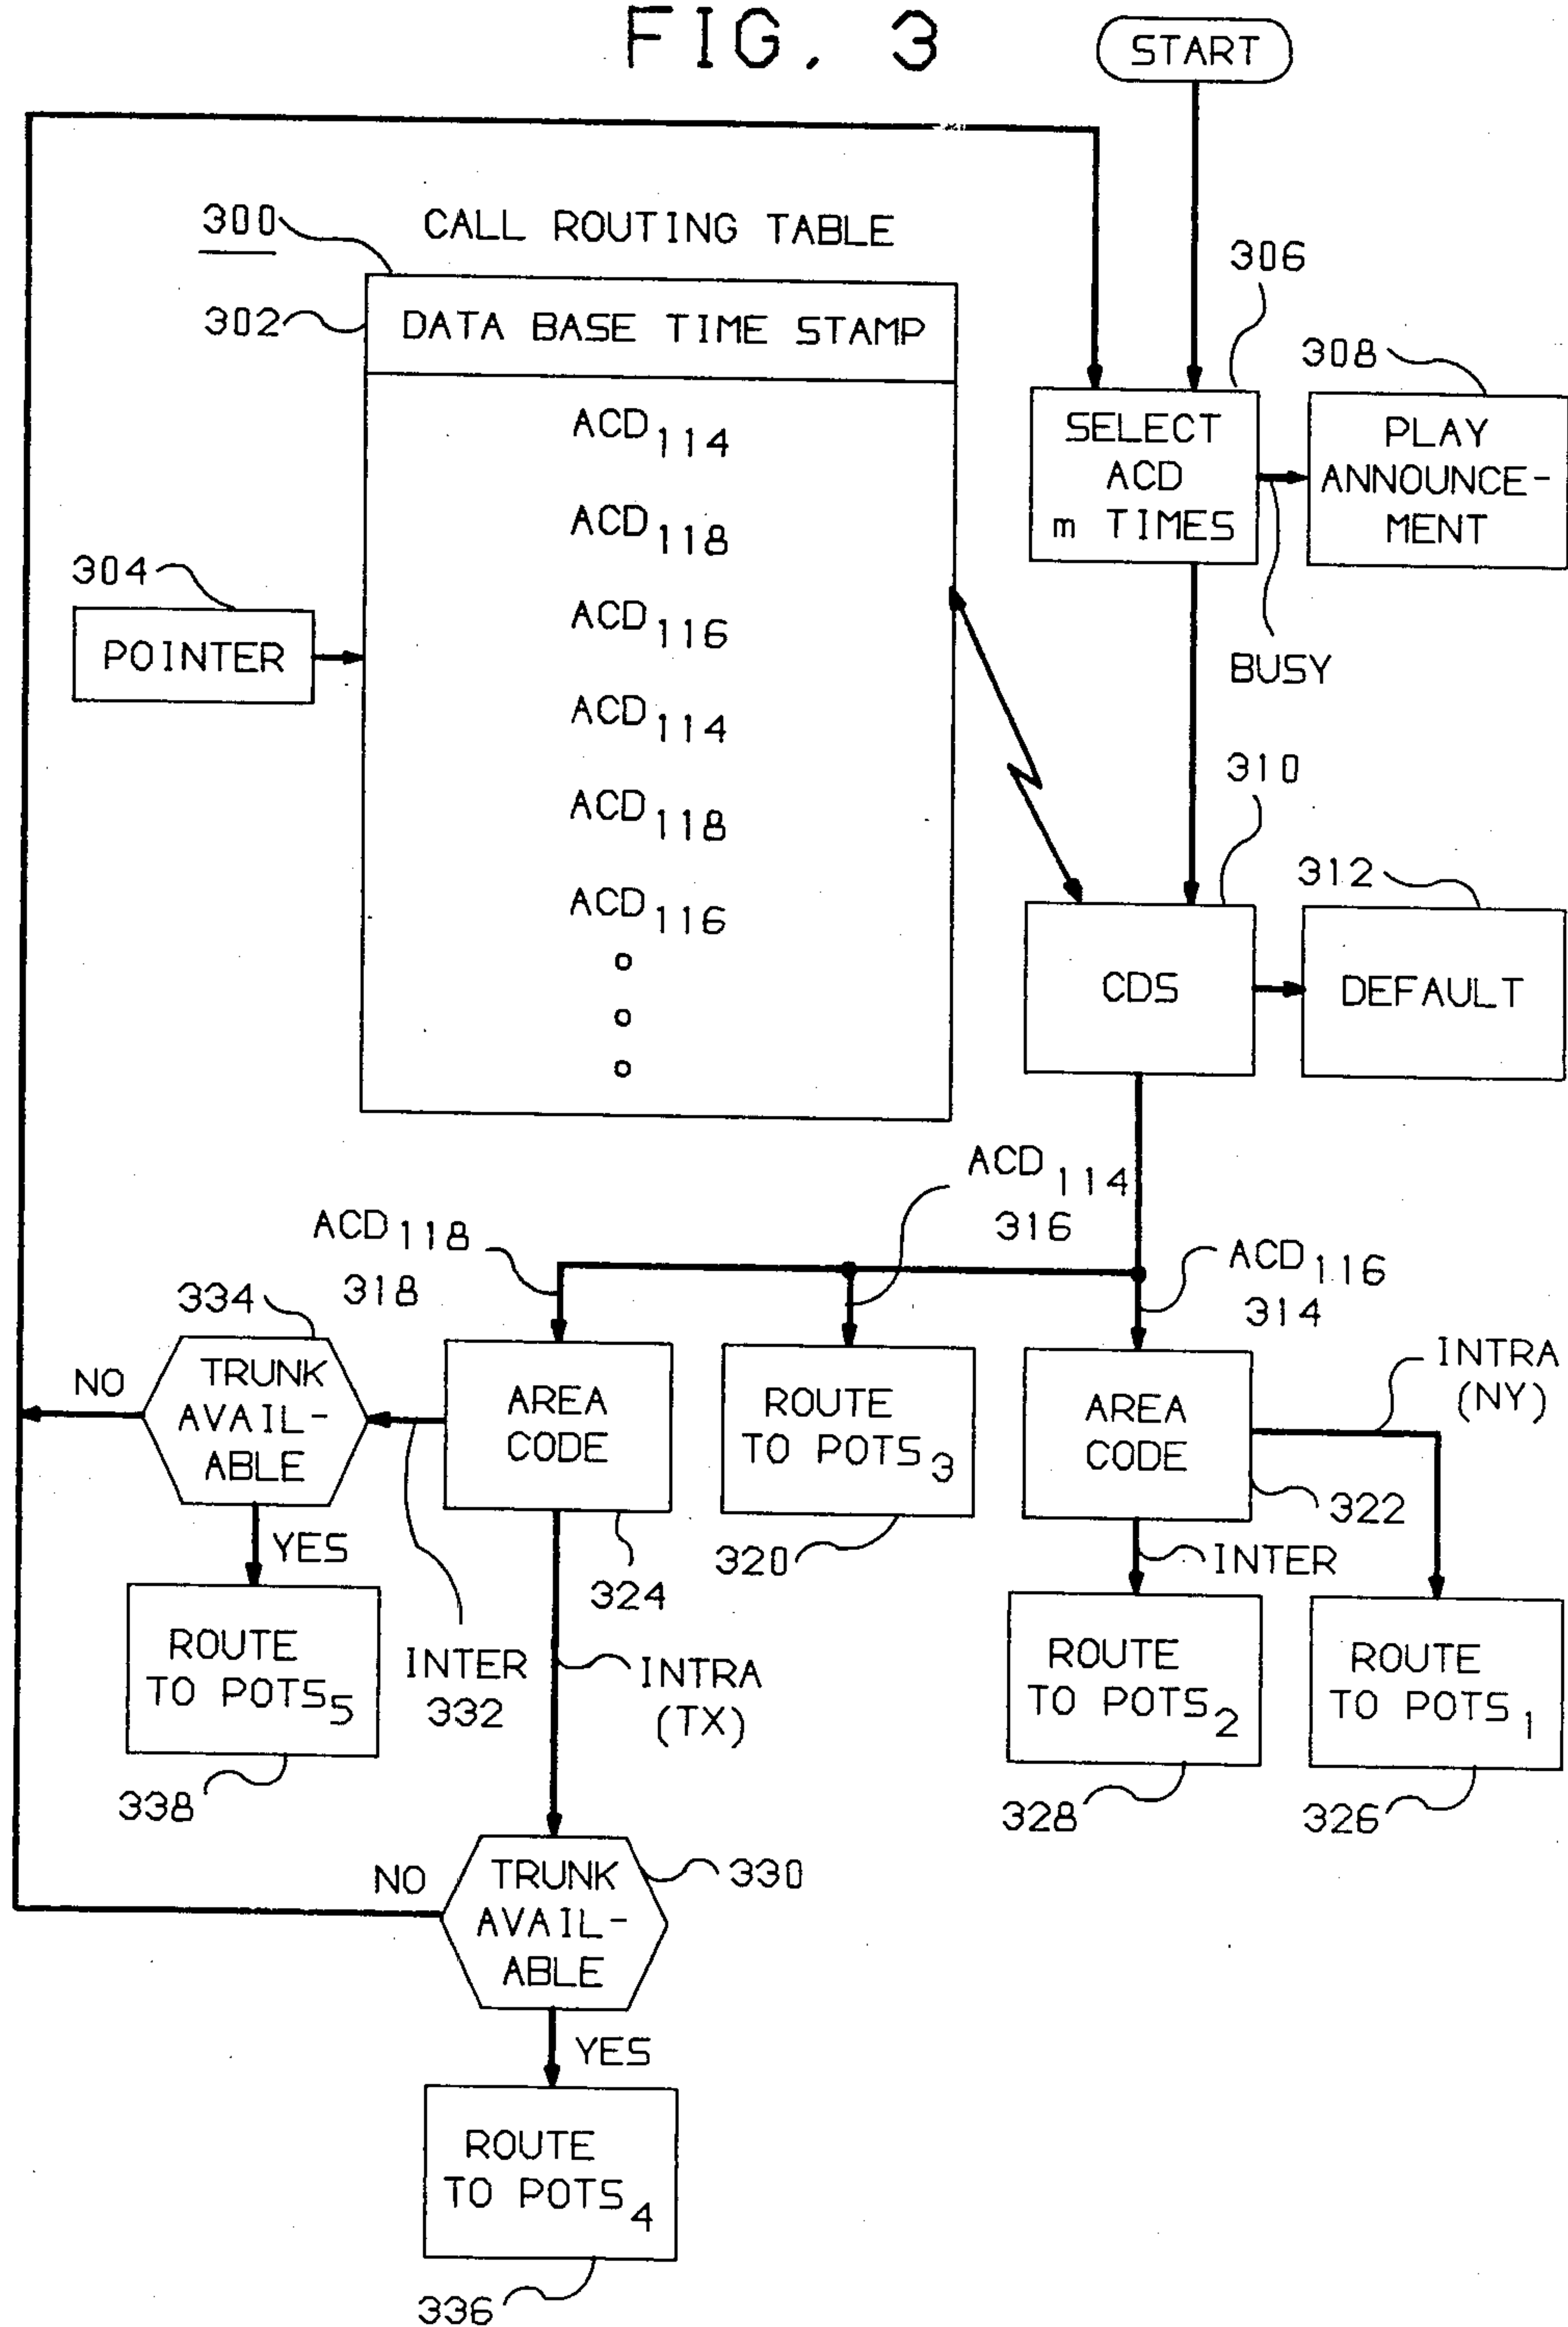 FIG. 3
START
300
CALL ROUTING TABLE
302
DATA BASE TIME STAMP
ACD114
ACD118
ACD116
ACD114
ACD118
ACD116
304
POINTER
306
SELECT
ACD
m TIMES
308
PLAY
ANNOUNCE-
MENT
BUSY
310
CDS
312
DEFAULT
ACD118
318
ACD114
316
ACD116
314
334
TRUNK
AVAIL-
ABLE
NO
YES
AREA
CODE
324
ROUTE
TO POTS3
320
AREA
CODE
322
INTRA
(NY)
INTER
ROUTE
TO POTS5
338
INTER
332
INTRA
(TX)
ROUTE
TO POTS2
328
ROUTE
TO POTS1
326
NO
TRUNK
AVAIL-
ABLE
330
YES
ROUTE
TO POTS4
336